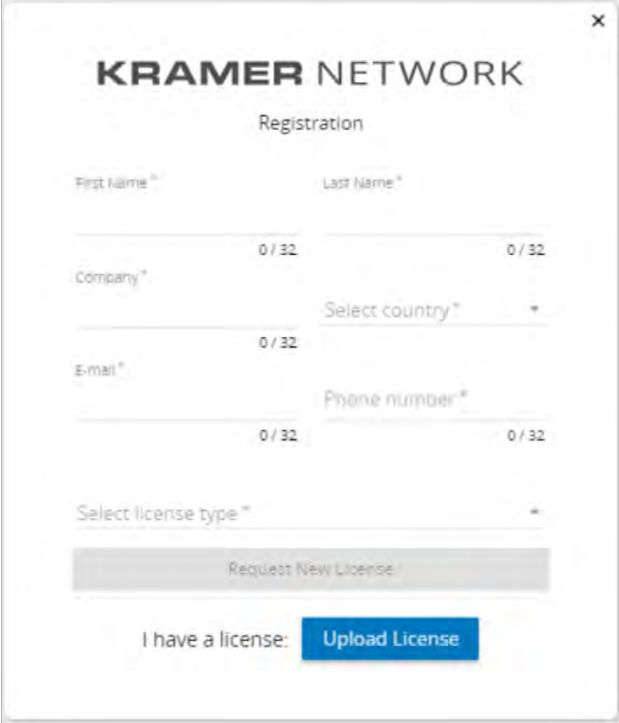 ×
KRAMER NETWORK
Registration
First Name *
Last Name *
0 / 32
0 / 32
Company *
Select country *
0 / 32
E-mail *
Phone number *
0 / 32
0 / 32
Select license type *
Request New License
I have a license: Upload License